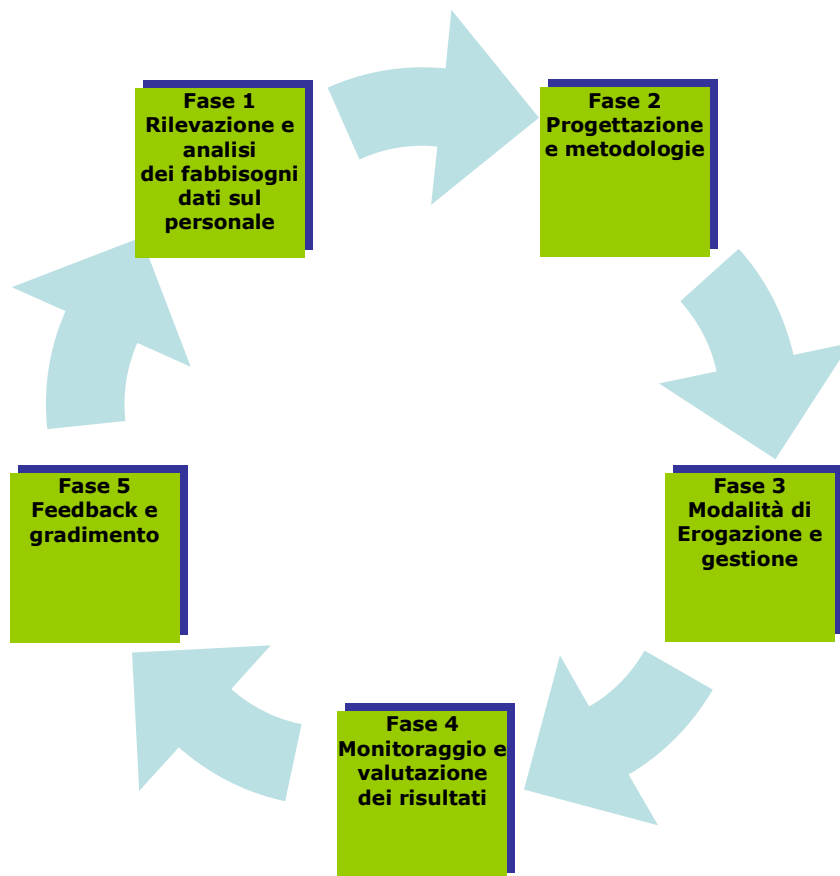 Fase 1
Rilevazione e
analisi
dei fabbisogni
dati sul
personale
Fase 2
Progettazione
e metodologie
Fase 3
Modalità di
Erogazione e
gestione
Fase 4
Monitoraggio e
valutazione
dei risultati
Fase 5
Feedback e
gradimento